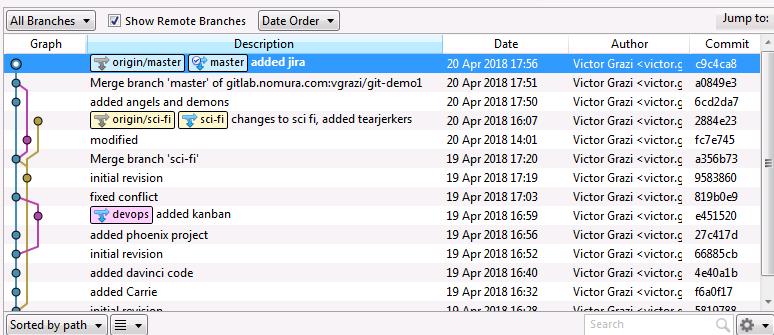 All Branches Show Remote Branches Date Order Jump to:
Graph Description Date Author Commit
origin/master master added jira 20 Apr 2018 17:56 Victor Grazi <victor.g c9c4ca8
Merge branch 'master' of gitlab.nomura.com:vgrazi/git-demo1 20 Apr 2018 17:51 Victor Grazi <victor.g a0849e3
added angels and demons 20 Apr 2018 17:50 Victor Grazi <victor.g 6cd2da7
origin/sci-fi sci-fi changes to sci fi, added tearjerkers 20 Apr 2018 16:07 Victor Grazi <victor.g 2884e23
modified 20 Apr 2018 14:01 Victor Grazi <victor.g fc7e745
Merge branch 'sci-fi' 19 Apr 2018 17:20 Victor Grazi <victor.g a356b73
initial revision 19 Apr 2018 17:19 Victor Grazi <victor.g 9583860
fixed conflict 19 Apr 2018 17:03 Victor Grazi <victor.g 819b0e9
devops added kanban 19 Apr 2018 16:59 Victor Grazi <victor.g e451520
added phoenix project 19 Apr 2018 16:56 Victor Grazi <victor.g 27c417d
initial revision 19 Apr 2018 16:52 Victor Grazi <victor.g 66885cb
added davinci code 19 Apr 2018 16:40 Victor Grazi <victor.g 4e40a1b
added Carrie 19 Apr 2018 16:32 Victor Grazi <victor.g f6a0f17
initial revision 19 Apr 2018 16:28 Victor Grazi <victor.g
Sorted by path Search